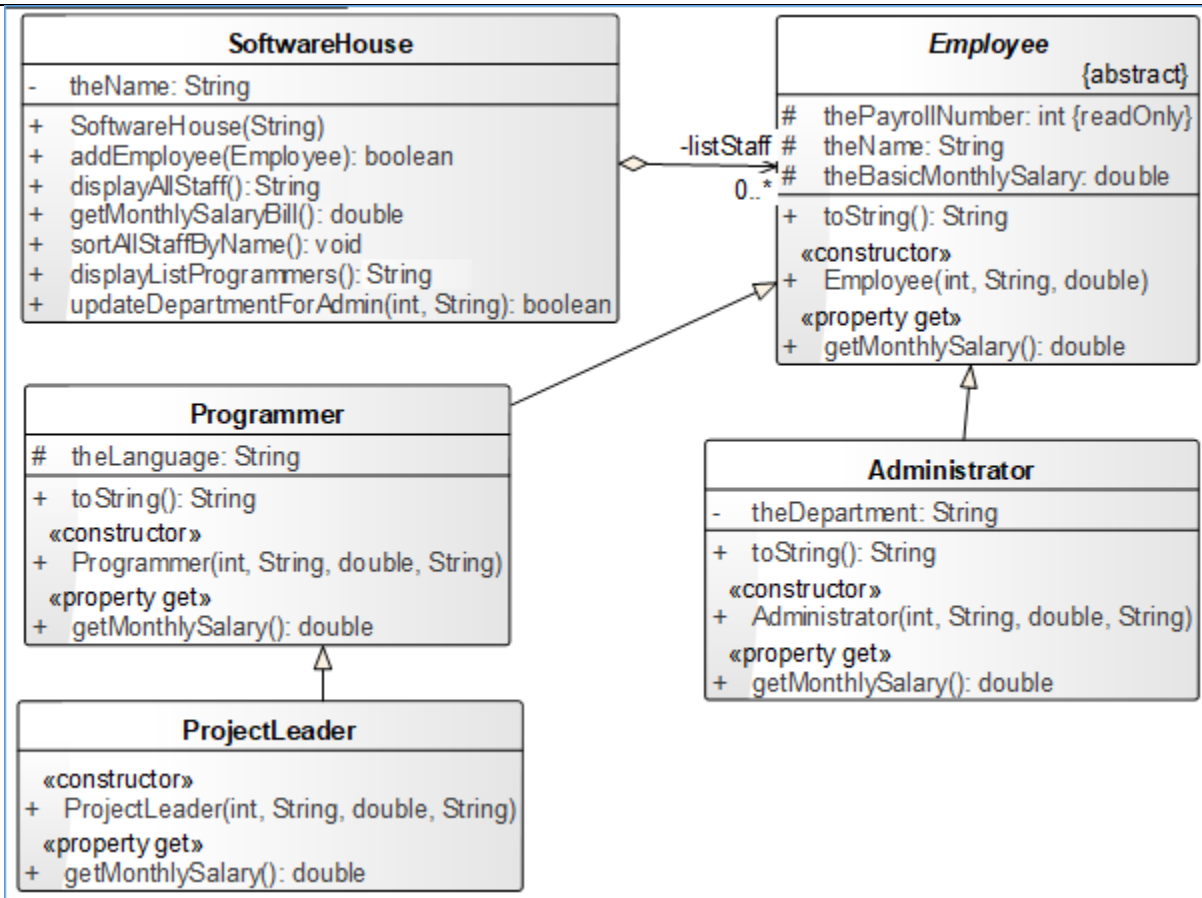 SoftwareHouse
- theName: String
+ SoftwareHouse(String)
+ addEmployee(Employee): boolean
+ displayAllStaff(): String
+ getMonthlySalaryBill(): double
+ sortAllStaffByName(): void
+ displayListProgrammers(): String
+ updateDepartmentForAdmin(int, String): boolean
-listStaff
0..*
Employee
{abstract}
# thePayrollNumber: int {readOnly}
# theName: String
# theBasicMonthlySalary: double
+ toString(): String
«constructor»
+ Employee(int, String, double)
«property get»
+ getMonthlySalary(): double
Programmer
# theLanguage: String
+ toString(): String
«constructor»
+ Programmer(int, String, double, String)
«property get»
+ getMonthlySalary(): double
Administrator
- theDepartment: String
+ toString(): String
«constructor»
+ Administrator(int, String, double, String)
«property get»
+ getMonthlySalary(): double
ProjectLeader
«constructor»
+ ProjectLeader(int, String, double, String)
«property get»
+ getMonthlySalary(): double